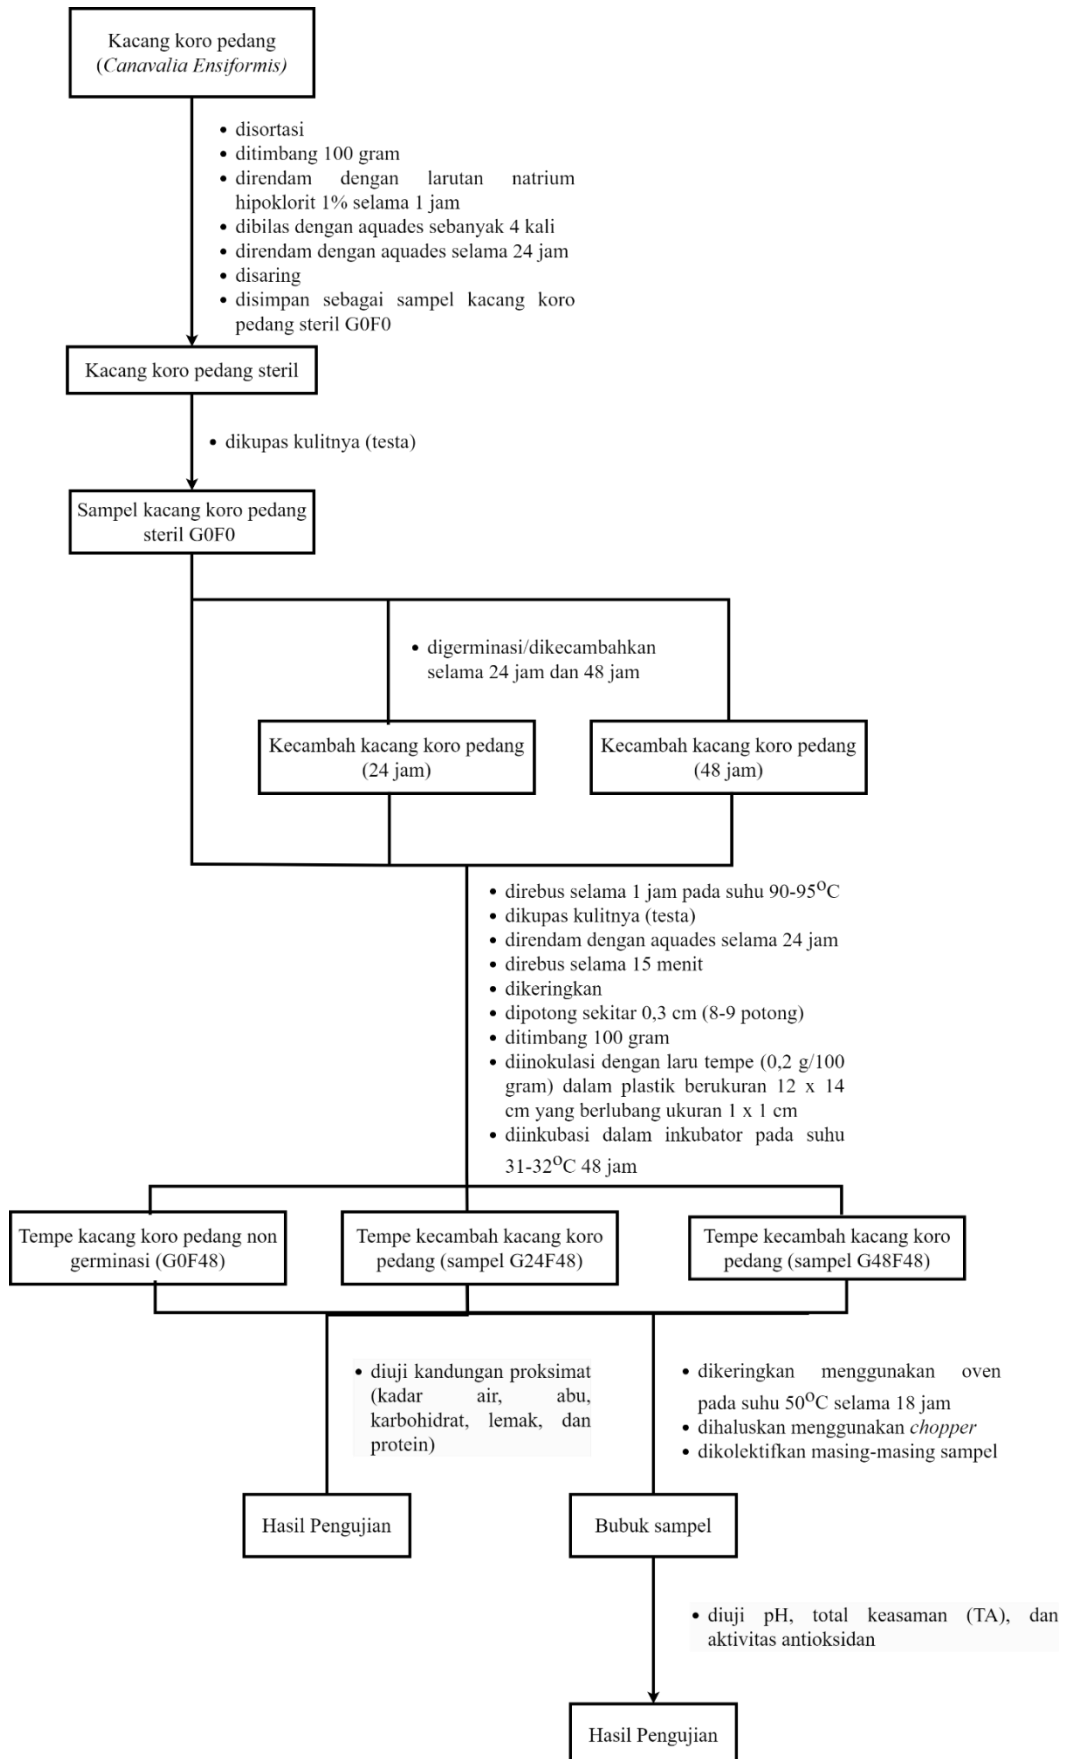 Kacang koro pedang
(Canavalia Ensiformis)
• disortasi
• ditimbang 100 gram
• direndam dengan larutan natrium
hipoklorit 1% selama 1 jam
• dibilas dengan aquades sebanyak 4 kali
• direndam dengan aquades selama 24 jam
• disaring
• disimpan sebagai sampel kacang koro
pedang steril G0F0
Kacang koro pedang steril
• dikupas kulitnya (testa)
Sampel kacang koro pedang
steril G0F0
• digerminasi/dikecambahkan
selama 24 jam dan 48 jam
Kecambah kacang koro pedang
(24 jam)
Kecambah kacang koro pedang
(48 jam)
• direbus selama 1 jam pada suhu 90-95⁰C
• dikupas kulitnya (testa)
• direndam dengan aquades selama 24 jam
• direbus selama 15 menit
• dikeringkan
• dipotong sekitar 0,3 cm (8-9 potong)
• ditimbang 100 gram
• diinokulasi dengan laru tempe (0,2 g/100
gram) dalam plastik berukuran 12 x 14
cm yang berlubang ukuran 1 x 1 cm
• diinkubasi dalam inkubator pada suhu
31-32⁰C 48 jam
Tempe kacang koro pedang non
germinasi (G0F48)
Tempe kecambah kacang koro
pedang (sampel G24F48)
Tempe kecambah kacang koro
pedang (sampel G48F48)
• diuji kandungan proksimat
(kadar air, abu,
karbohidrat, lemak, dan
protein)
• dikeringkan menggunakan oven
pada suhu 50⁰C selama 18 jam
• dihaluskan menggunakan chopper
• dikolektifkan masing-masing sampel
Hasil Pengujian
Bubuk sampel
• diuji pH, total keasaman (TA), dan
aktivitas antioksidan
Hasil Pengujian